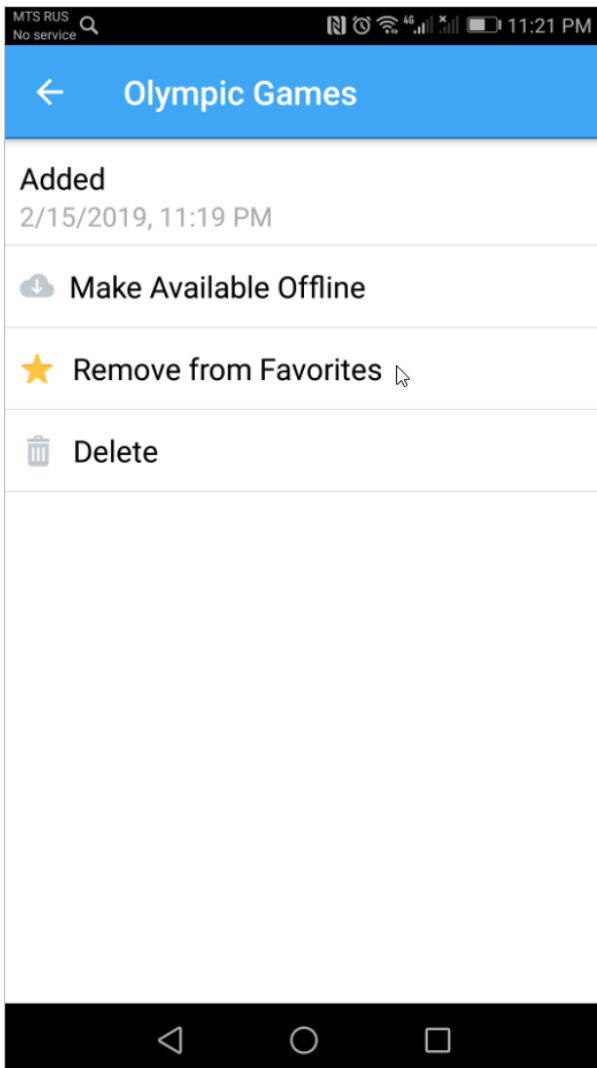 MTS RUS
No service
4G
11:21 PM
Olympic Games
Added
2/15/2019, 11:19 PM
Make Available Offline
Remove from Favorites
Delete